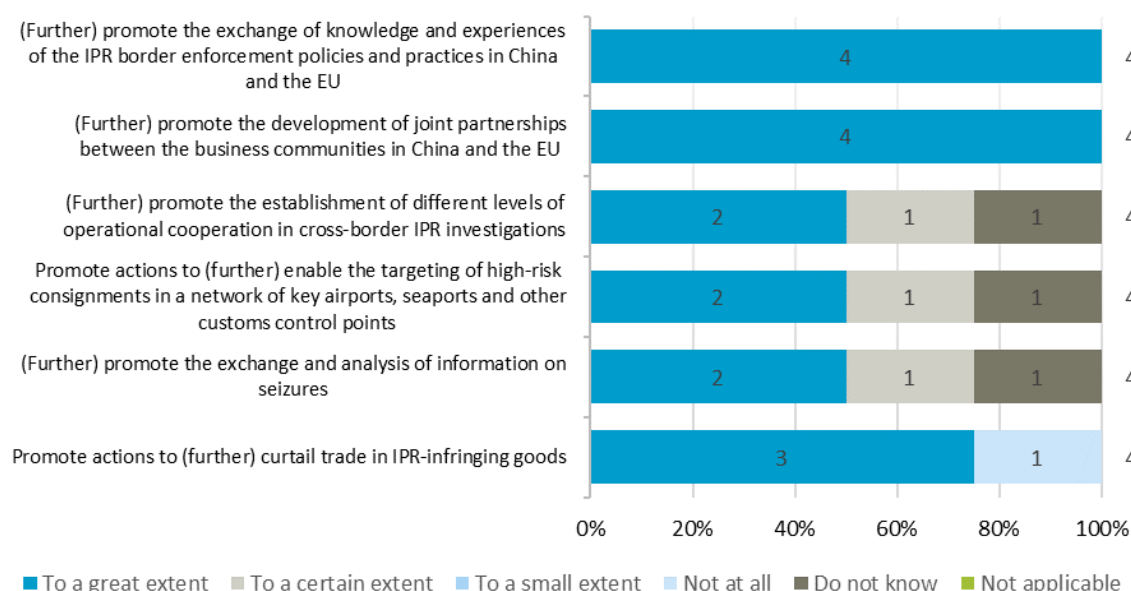 (Further) promote the exchange of knowledge and experiences
of the IPR border enforcement policies and practices in China
and the EU
4
4
(Further) promote the development of joint partnerships
between the business communities in China and the EU
4
4
(Further) promote the establishment of different levels of
operational cooperation in cross-border IPR investigations
2 1 1
4
Promote actions to (further) enable the targeting of high-risk
consignments in a network of key airports, seaports and other
customs control points
2 1 1
4
(Further) promote the exchange and analysis of information on
seizures
2 1 1
4
Promote actions to (further) curtail trade in IPR-infringing goods
3 1
4
0% 20% 40% 60% 80% 100%
To a great extent To a certain extent To a small extent Not at all Do not know Not applicable